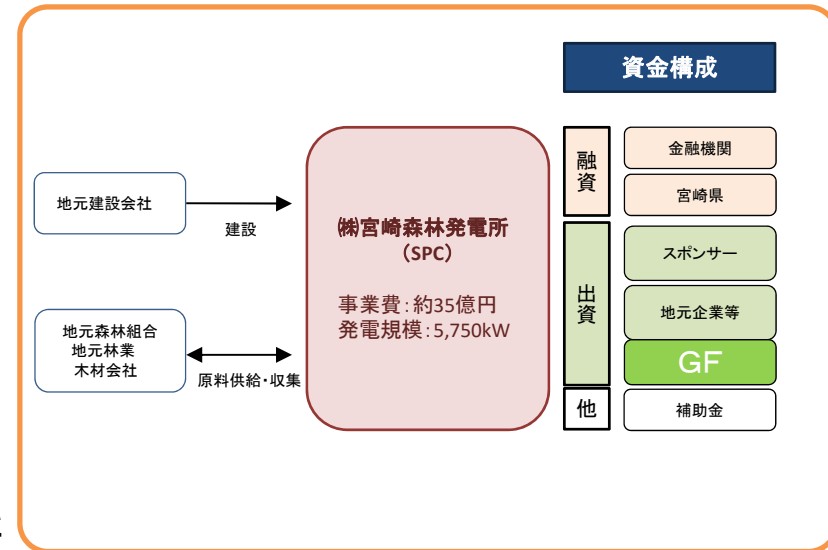 資金構成
地元建設会社
建設
地元森林組合
地元林業
木材会社
原料供給・収集
㈱宮崎森林発電所
(SPC)
事業費:約35億円
発電規模:5,750kW
融資
金融機関
宮崎県
出資
スポンサー
地元企業等
GF
他
補助金